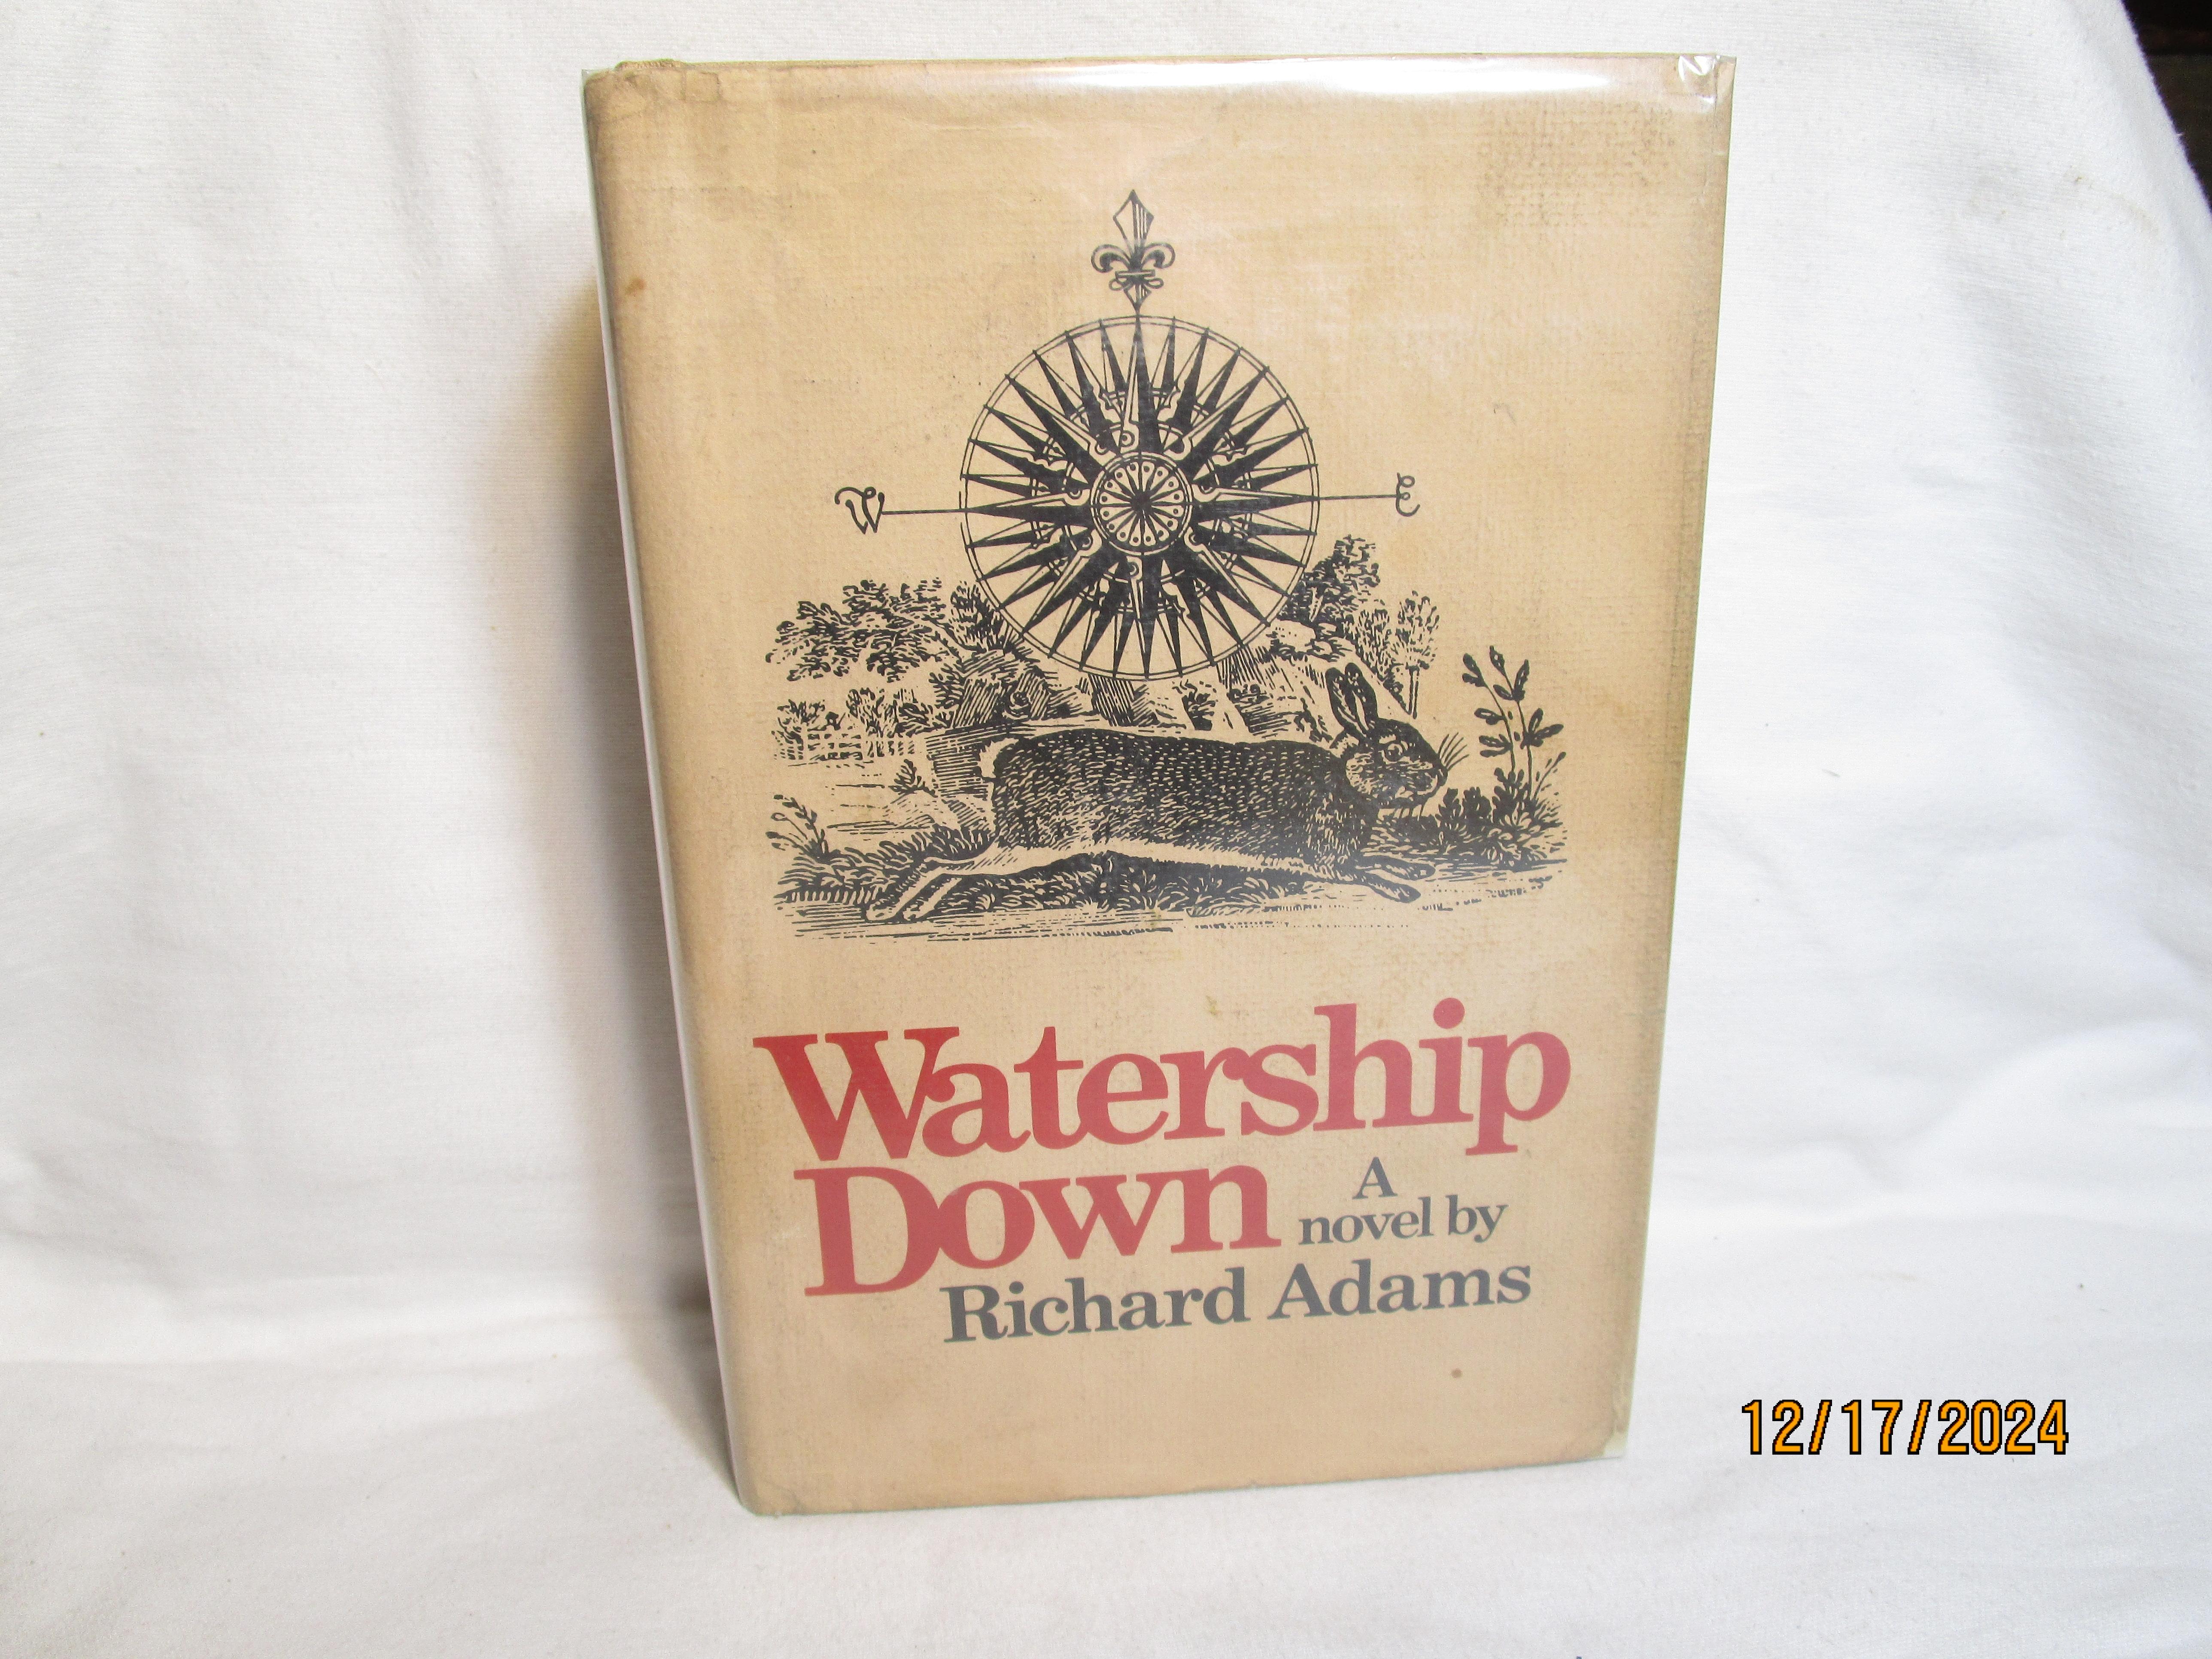 W E
Watership
Down
A
novel by
Richard Adams
12/17/2024